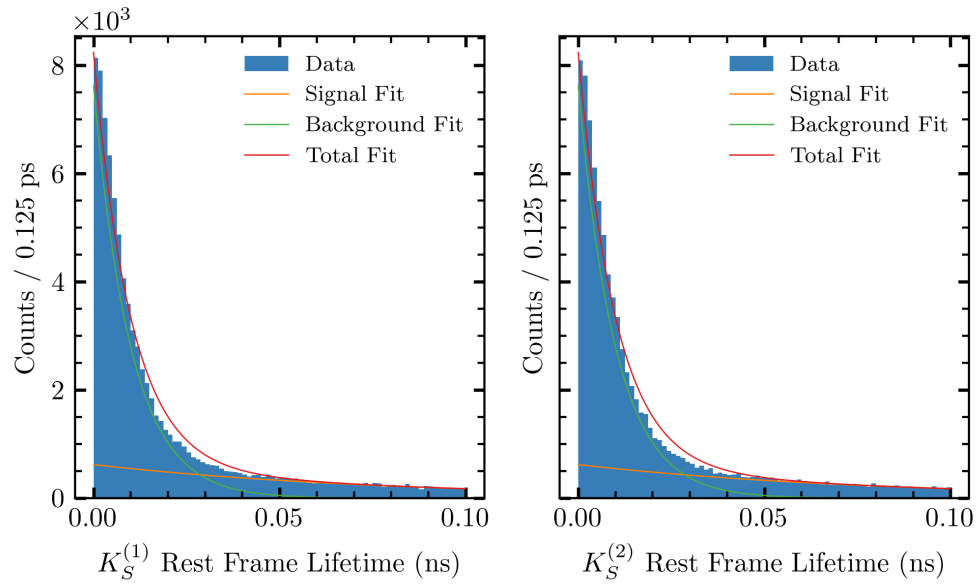 ×10³
8
6
4
2
0
Counts / 0.125 ps
Data
Signal Fit
Background Fit
Total Fit
0.00 0.05 0.10
K_S^(1) Rest Frame Lifetime (ns)
Counts / 0.125 ps
Data
Signal Fit
Background Fit
Total Fit
0.00 0.05 0.10
K_S^(2) Rest Frame Lifetime (ns)